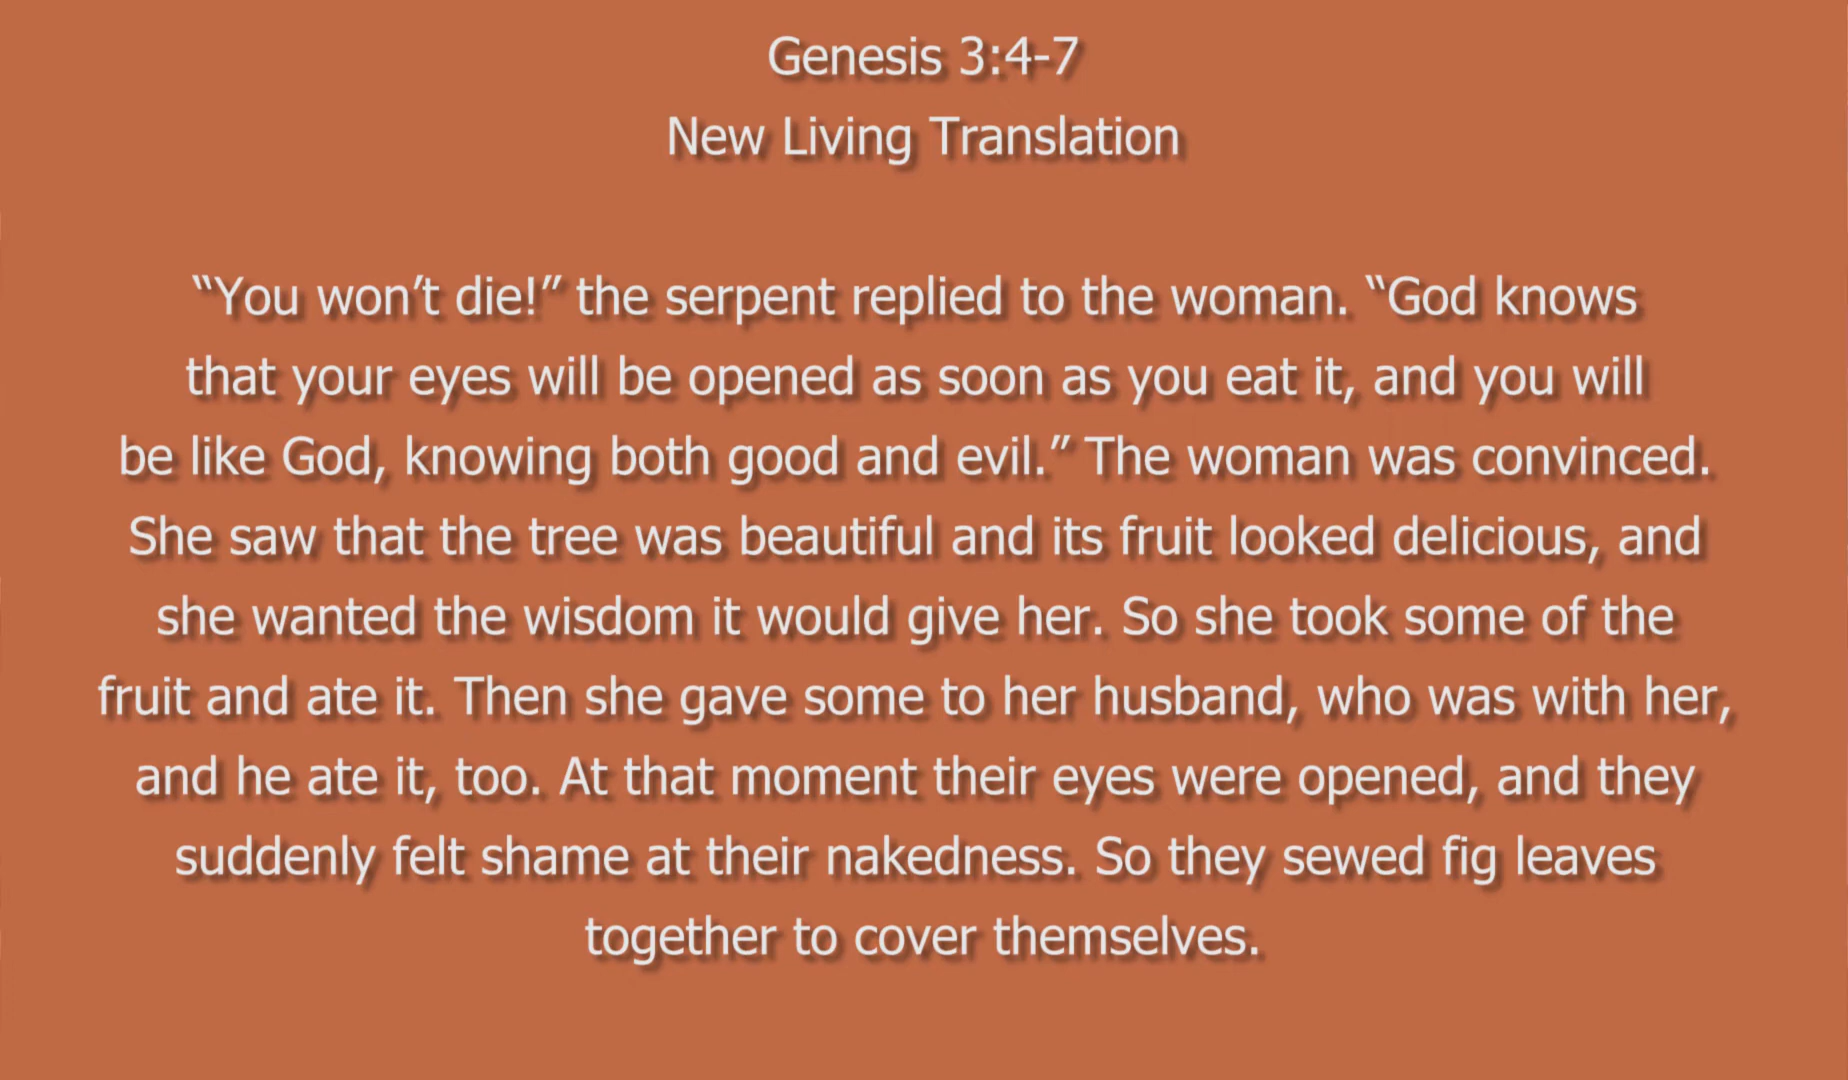 Genesis 3:4-7
New Living Translation
“You won’t die!” the serpent replied to the woman. “God knows
that your eyes will be opened as soon as you eat it, and you will
be like God, knowing both good and evil.” The woman was convinced.
She saw that the tree was beautiful and its fruit looked delicious, and
she wanted the wisdom it would give her. So she took some of the
fruit and ate it. Then she gave some to her husband, who was with her,
and he ate it, too. At that moment their eyes were opened, and they
suddenly felt shame at their nakedness. So they sewed fig leaves
together to cover themselves.